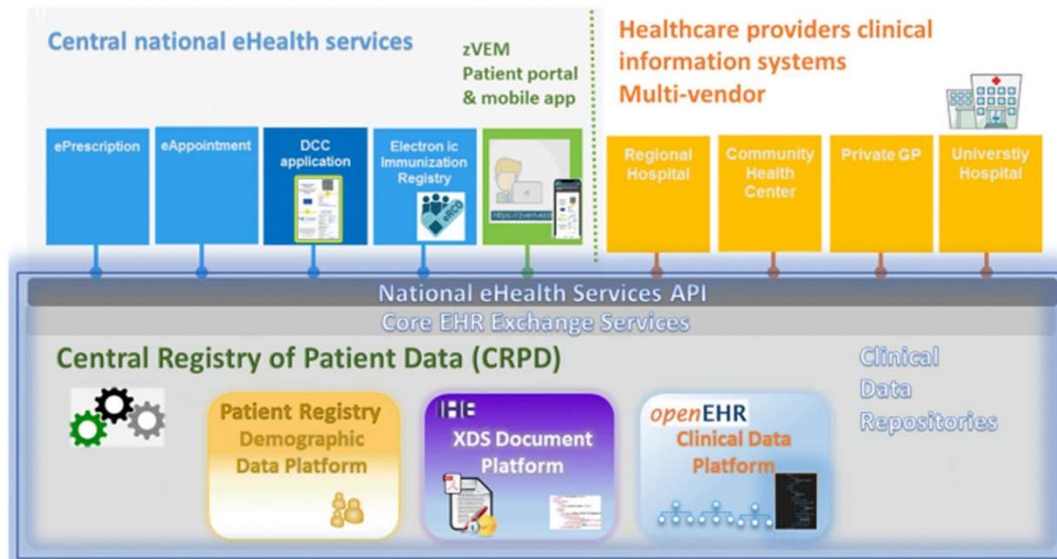 Central national eHealth services
zVEM
Patient portal
& mobile app
Healthcare providers clinical
information systems
Multi-vendor
ePrescription
eAppointment
DCC
application
Electron ic
Immunization
Registry
eRCO
Regional
Hospital
Community
Health
Center
Private GP
Universtiy
Hospital
National eHealth Services API
Core EHR Exchange Services
Central Registry of Patient Data (CRPD)
Clinical
Data
Repositories
Patient Registry
Demographic
Data Platform
IHE
XDS Document
Platform
openEHR
Clinical Data
Platform